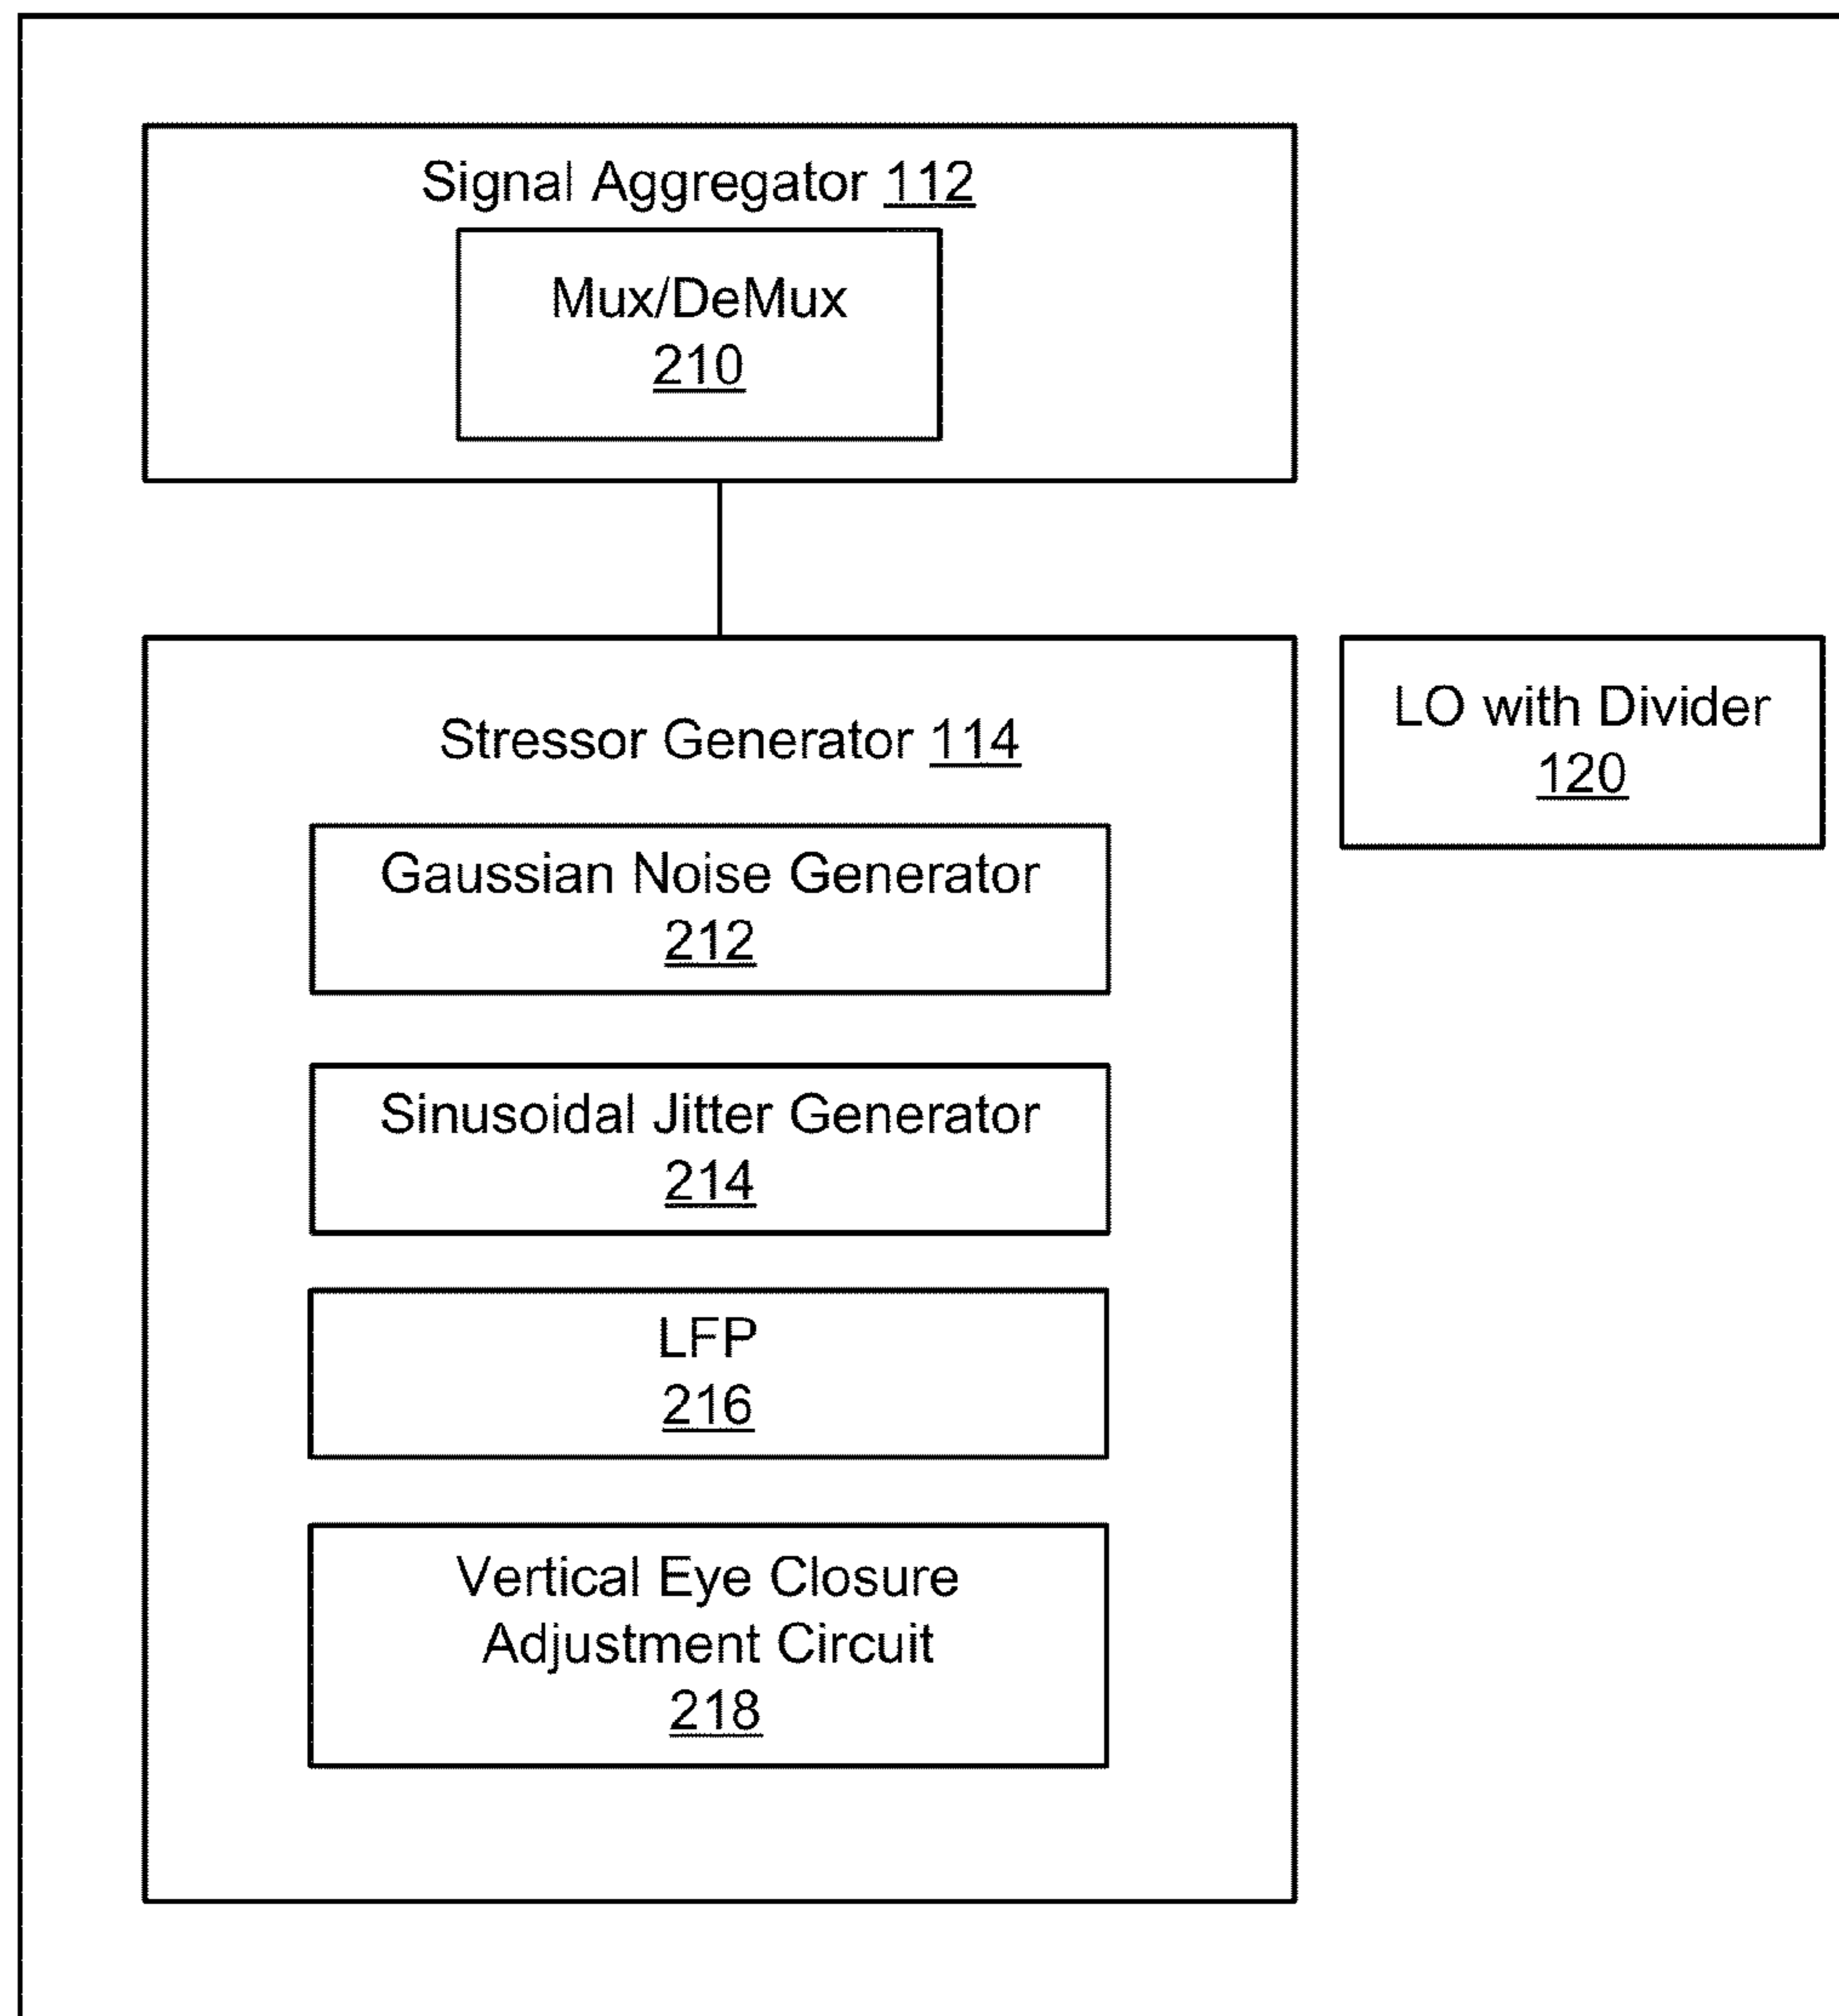 Signal Aggregator 112
Mux/DeMux
210
Stressor Generator 114
LO with Divider
120
Gaussian Noise Generator
212
Sinusoidal Jitter Generator
214
LFP
216
Vertical Eye Closure
Adjustment Circuit
218